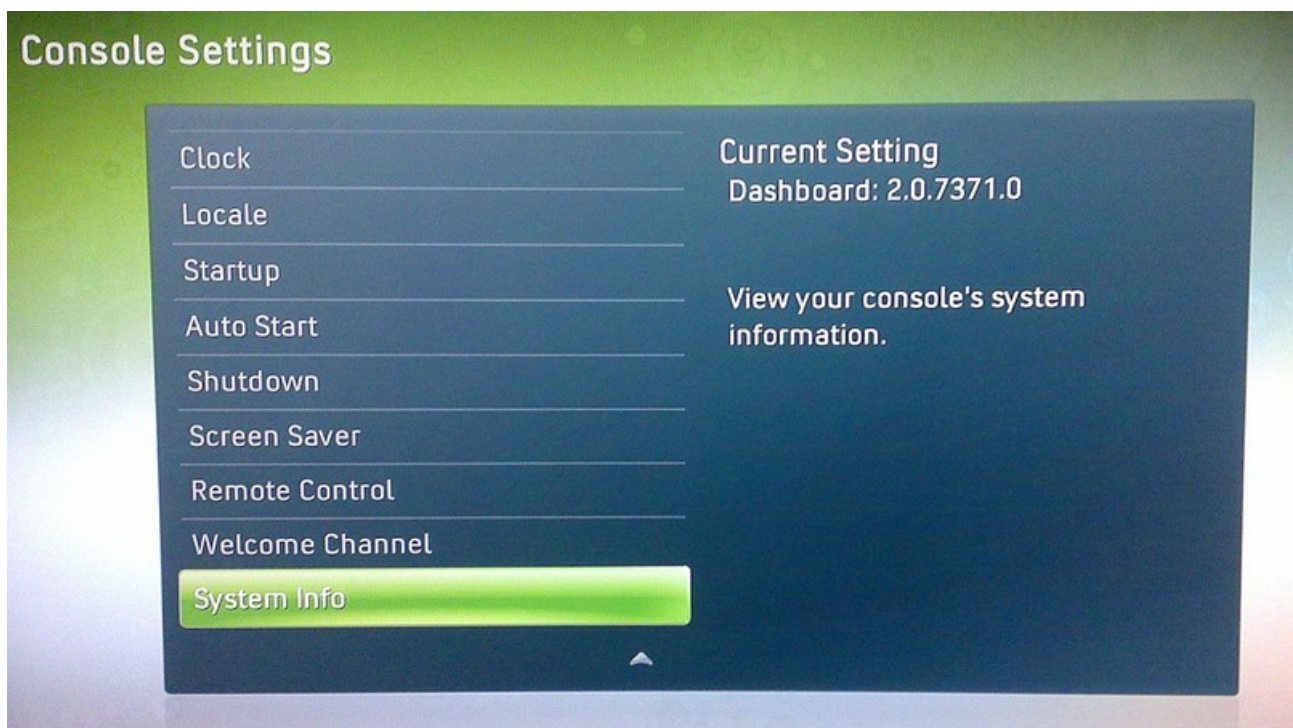 Console Settings
Clock
Locale
Startup
Auto Start
Shutdown
Screen Saver
Remote Control
Welcome Channel
System Info
Current Setting
Dashboard: 2.0.7371.0
View your console's system
information.